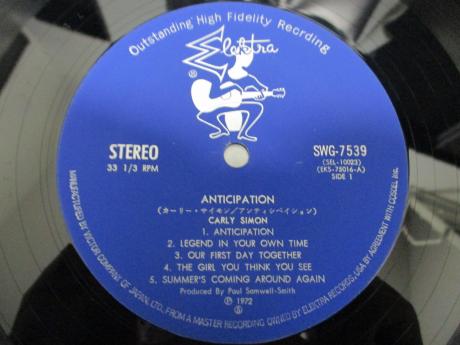 Outstanding High Fidelity Recrding
Elektra
®
STEREO
33 1/3 RPM
SWG-7539
(SEL-10023)
(EKS-75016-A)
SIDE 1
ANTICIPATION
(カーリー・サイモン/アンティシペイション)
CARLY SIMON
1. ANTICIPATION
2. LEGEND IN YOUR OWN TIME
3. OUR FIRST DAY TOGETHER
4. THE GIRL YOU THINK YOU SEE
5. SUMMER'S COMING AROUND AGAIN
Produced By Paul Samwell-Smith
Ⓟ 1972
Ⓢ
MANUFACTURED BY VICTOR COMPANY OF JAPAN, LTD. FROM A MASTER RECORDING OWNED BY ELEKTRA RECORDS, USA BY AGREEMENT WITH COSDEL Inc.